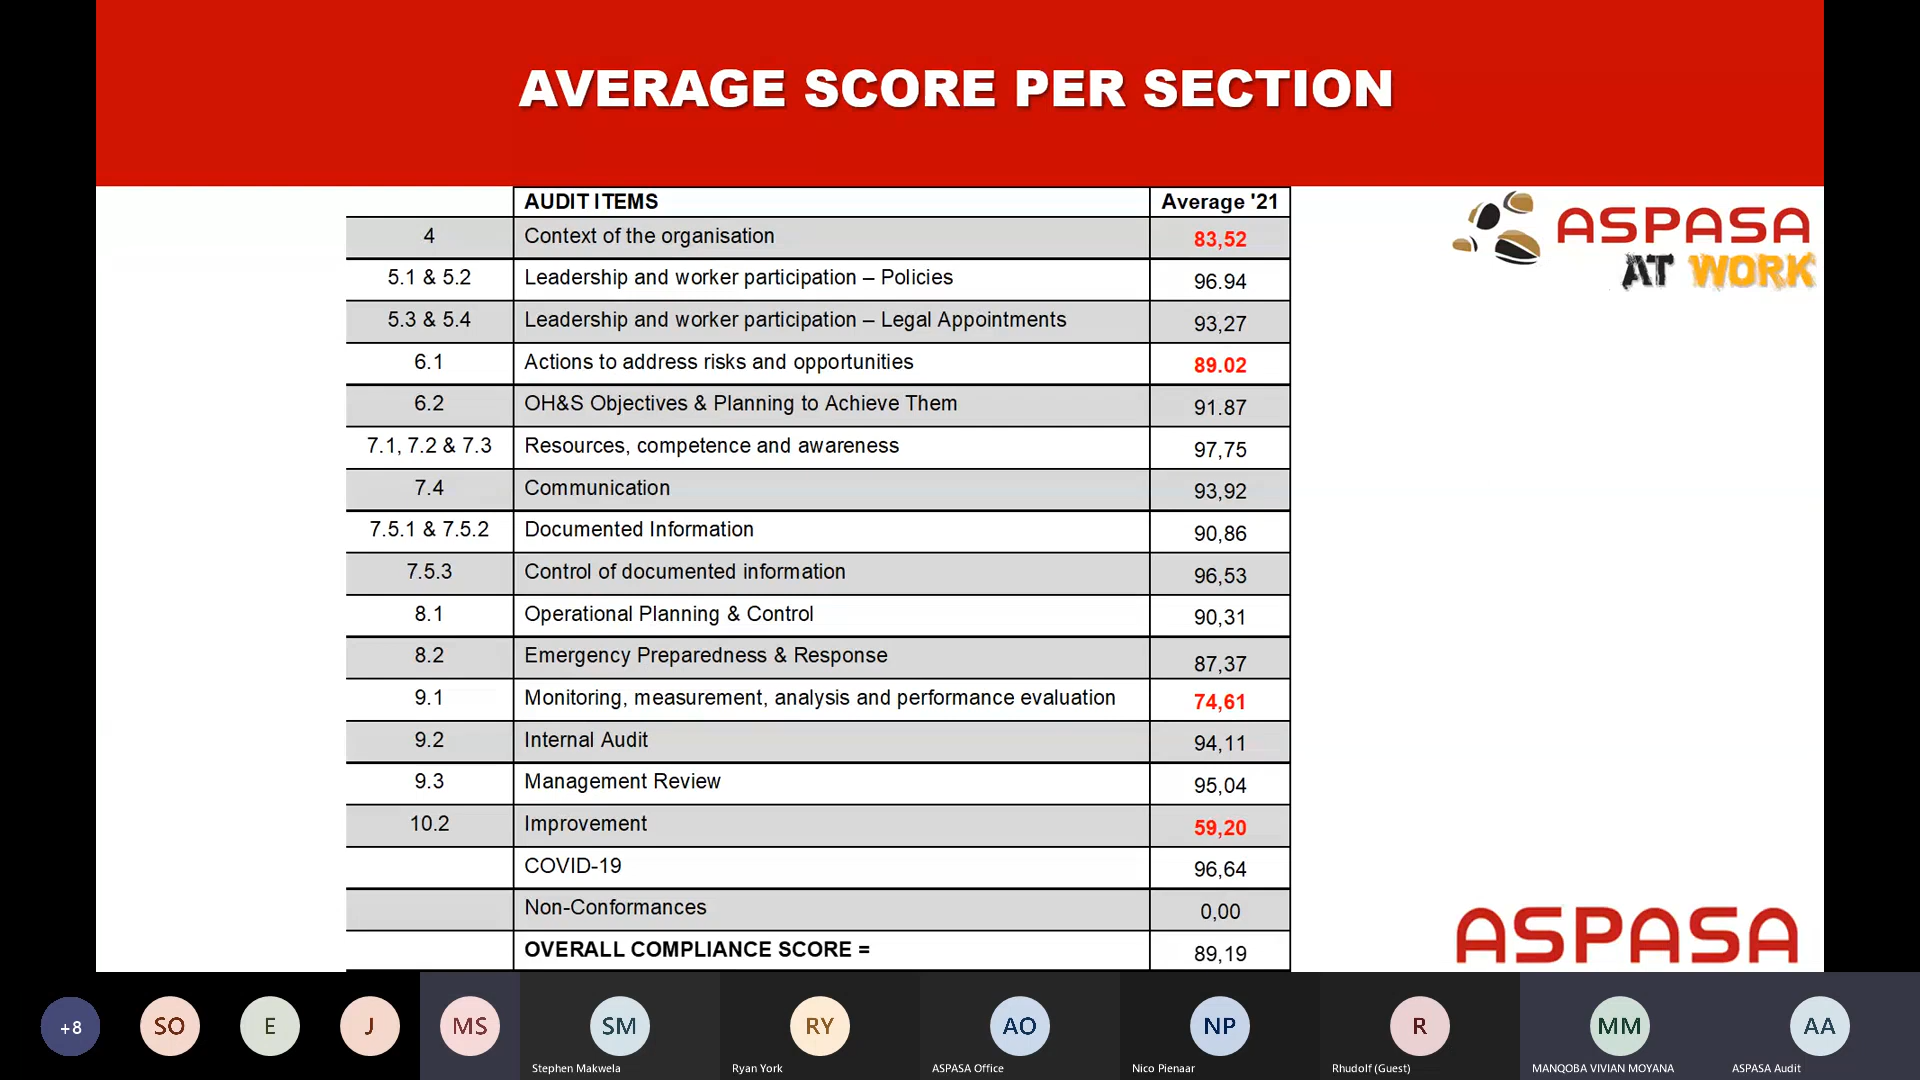 AVERAGE SCORE PER SECTION
AUDIT ITEMS Average '21
4 Context of the organisation 83,52
5.1 & 5.2 Leadership and worker participation – Policies 96.94
5.3 & 5.4 Leadership and worker participation – Legal Appointments 93,27
6.1 Actions to address risks and opportunities 89.02
6.2 OH&S Objectives & Planning to Achieve Them 91.87
7.1, 7.2 & 7.3 Resources, competence and awareness 97,75
7.4 Communication 93,92
7.5.1 & 7.5.2 Documented Information 90,86
7.5.3 Control of documented information 96,53
8.1 Operational Planning & Control 90,31
8.2 Emergency Preparedness & Response 87,37
9.1 Monitoring, measurement, analysis and performance evaluation 74,61
9.2 Internal Audit 94,11
9.3 Management Review 95,04
10.2 Improvement 59,20
COVID-19 96,64
Non-Conformances 0,00
OVERALL COMPLIANCE SCORE = 89,19
ASPASA
AT WORK
ASPASA
+8 SO E J MS SM RY AO NP R MM AA
Stephen Makwela Ryan York ASPASA Office Nico Pienaar Rhudolf (Guest) MANQOBA VIVIAN MOYANA ASPASA Audit